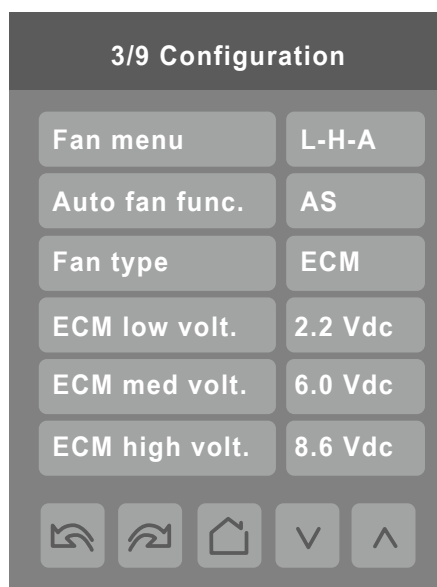 3/9 Configuration
Fan menu L-H-A
Auto fan func. AS
Fan type ECM
ECM low volt. 2.2 Vdc
ECM med volt. 6.0 Vdc
ECM high volt. 8.6 Vdc